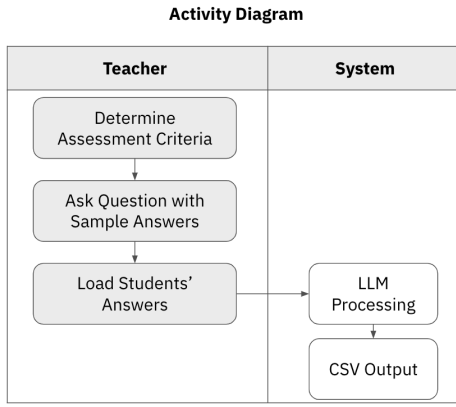 Activity Diagram
Teacher
System
Determine
Assessment Criteria
Ask Question with
Sample Answers
Load Students’
Answers
LLM
Processing
CSV Output